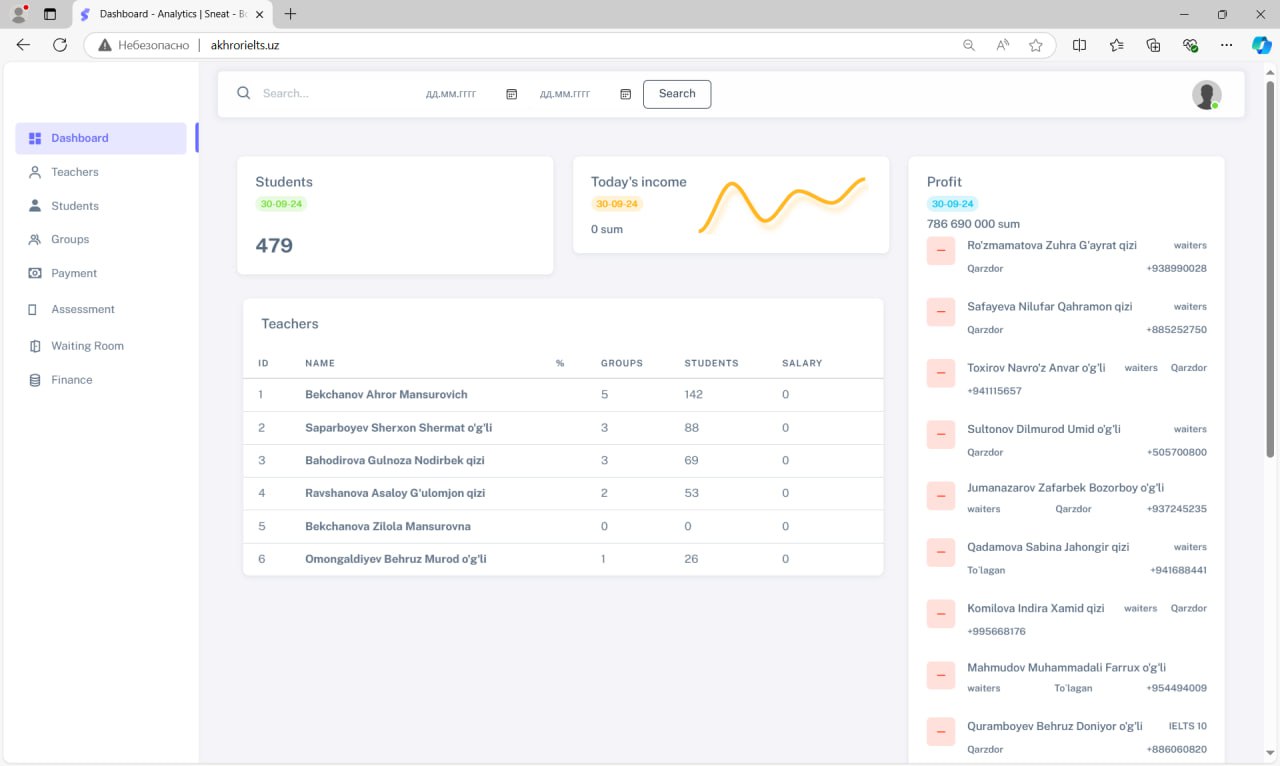 Dashboard - Analytics | Sneat - Bo
Небезопасно
akhrorielts.uz
Search...
дд.мм.гггг
дд.мм.гггг
Search
Dashboard
Teachers
Students
Groups
Payment
Assessment
Waiting Room
Finance
Students
30-09-24
479
Today's income
30-09-24
0 sum
Teachers
ID NAME % GROUPS STUDENTS SALARY
1 Bekchanov Ahror Mansurovich 5 142 0
2 Saparboyev Sherxon Shermat o'g'li 3 88 0
3 Bahodirova Gulnoza Nodirbek qizi 3 69 0
4 Ravshanova Asaloy G'ulomjon qizi 2 53 0
5 Bekchanova Zilola Mansurovna 0 0 0
6 Omongaldiyev Behruz Murod o'g'li 1 26 0
Profit
30-09-24
786 690 000 sum
Ro'zmamatova Zuhra G'ayrat qizi waiters
Qarzdor +938990028
Safayeva Nilufar Qahramon qizi waiters
Qarzdor +885252750
Toxirov Navro'z Anvar o'g'li waiters Qarzdor
+941115657
Sultonov Dilmurod Umid o'g'li waiters
Qarzdor +505700800
Jumanazarov Zafarbek Bozorboy o'g'li
waiters Qarzdor +937245235
Qadamova Sabina Jahongir qizi waiters
To`lagan +941688441
Komilova Indira Xamid qizi waiters Qarzdor
+995668176
Mahmudov Muhammadali Farrux o'g'li
waiters To`lagan +954494009
Quramboyev Behruz Doniyor o'g'li IELTS 10
Qarzdor +886060820